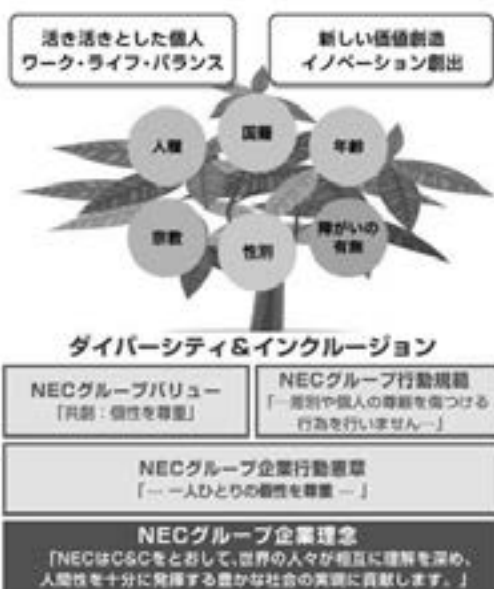 活き活きとした個人
ワーク・ライフ・バランス
新しい価値創造
イノベーション創出
人種
国籍
年齢
宗教
性別
障がいの
有無
ダイバーシティ&インクルージョン
NECグループバリュー
「共創：個性を尊重」
NECグループ行動規範
「…差別や個人の尊厳を傷つける
行為を行いません…」
NECグループ企業行動憲章
「… 一人ひとりの個性を尊重 …」
NECグループ企業理念
「NECはC&Cをとおして、世界の人々が相互に理解を深め、
人間性を十分に発揮する豊かな社会の実現に貢献します。」